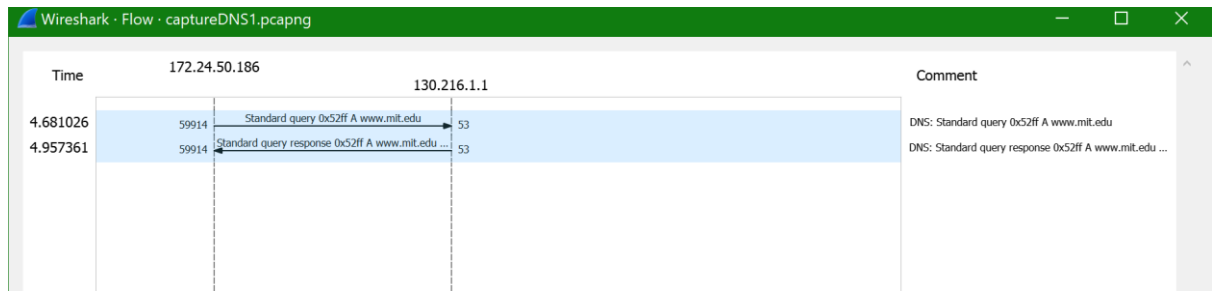 Wireshark · Flow · captureDNS1.pcapng
Time 172.24.50.186 130.216.1.1 Comment
4.681026 59914 Standard query 0x52ff A www.mit.edu 53 DNS: Standard query 0x52ff A www.mit.edu
4.957361 59914 Standard query response 0x52ff A www.mit.edu ... 53 DNS: Standard query response 0x52ff A www.mit.edu ...